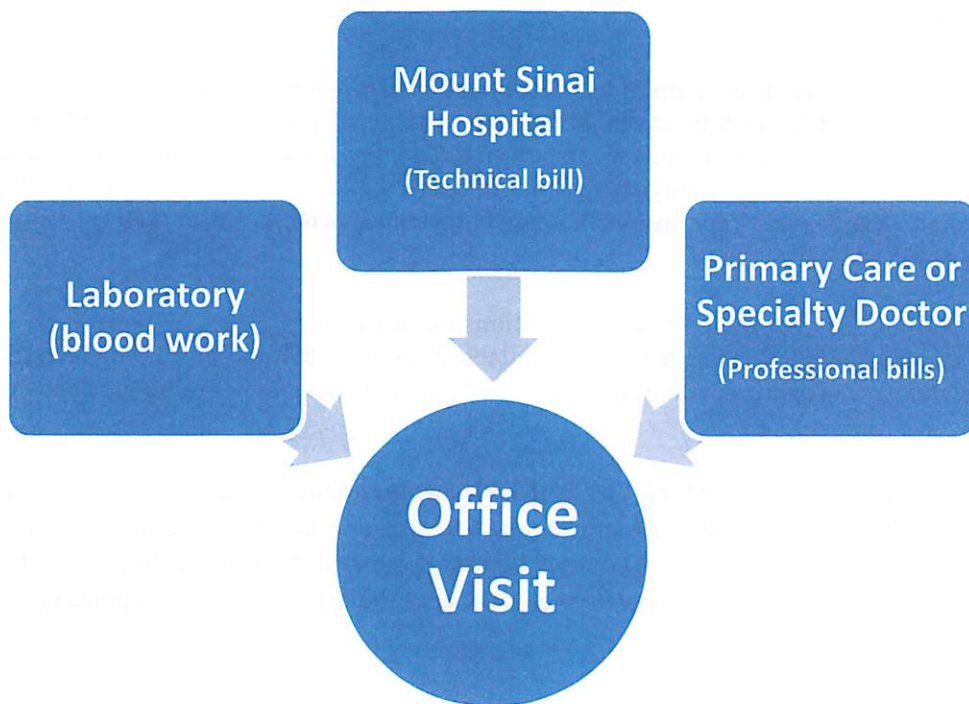 Mount Sinai
Hospital
(Technical bill)
Laboratory
(blood work)
Primary Care or
Specialty Doctor
(Professional bills)
Office
Visit